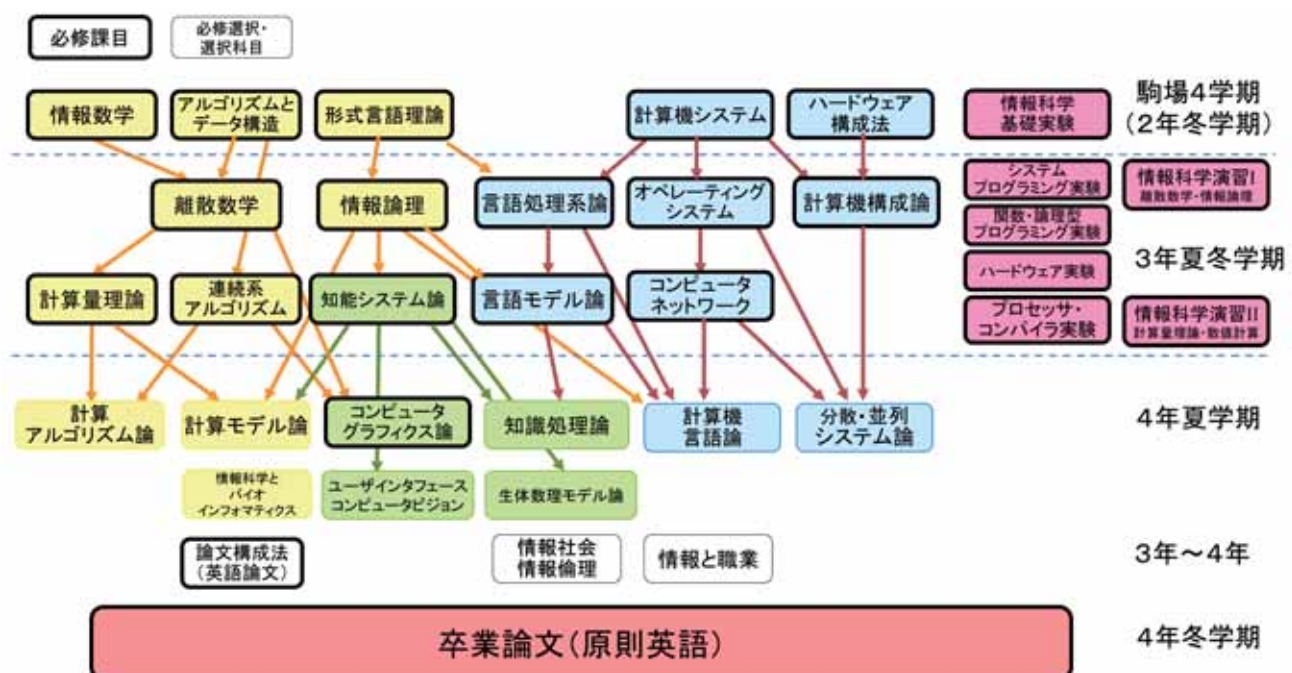 必修課目
必修選択・
選択科目
情報数学
アルゴリズムと
データ構造
形式言語理論
計算機システム
ハードウェア
構成法
情報科学
基礎実験
駒場4学期
(2年冬学期)
離散数学
情報論理
言語処理系論
オペレーティング
システム
計算機構成論
システム
プログラミング実験
情報科学演習I
離散数学・情報論理
関数・論理型
プログラミング実験
3年夏冬学期
計算量理論
連続系
アルゴリズム
知能システム論
言語モデル論
コンピュータ
ネットワーク
ハードウェア実験
プロセッサ・
コンパイラ実験
情報科学演習II
計算量理論・数値計算
計算
アルゴリズム論
計算モデル論
コンピュータ
グラフィクス論
知識処理論
計算機
言語論
分散・並列
システム論
4年夏学期
情報科学と
バイオ
インフォマティクス
ユーザインタフェース
コンピュータビジョン
生体数理モデル論
論文構成法
(英語論文)
情報社会
情報倫理
情報と職業
3年～4年
卒業論文(原則英語)
4年冬学期